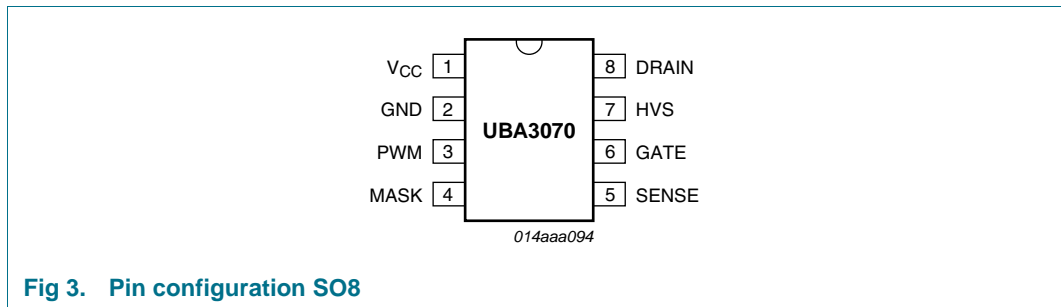 VCC 1 8 DRAIN
GND 2 7 HVS
UBA3070
PWM 3 6 GATE
MASK 4 5 SENSE
014aaa094
Fig 3. Pin configuration SO8